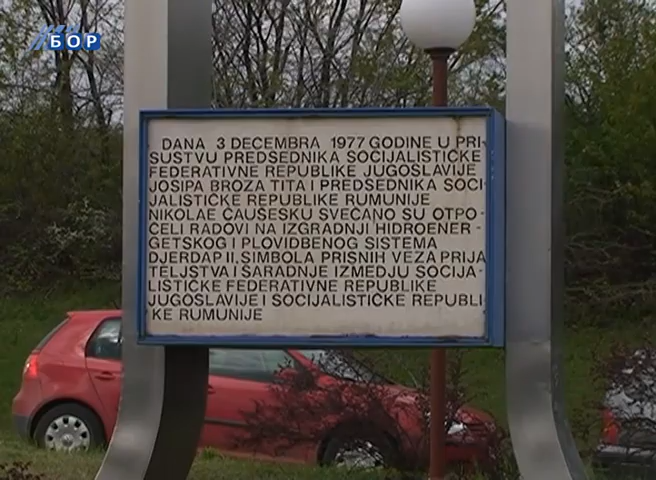 БОР
DANA 3 DECEMBRA 1977 GODINE U PRI-
SUSTVU PREDSEDNIKA SOCIJALISTIČKE
FEDERATIVNE REPUBLIKE JUGOSLAVIJE
JOSIPA BROZA TITA I PREDSEDNIKA SOCI-
JALISTIČKE REPUBLIKE RUMUNIJE
NIKOLAE ČAUŠESKU SVEČANO SU OTPO-
ČELI RADOVI NA IZGRADNJI HIDROENER-
GETSKOG I PLOVIDBENOG SISTEMA
DJERDAP II. SIMBOLA PRISNIH VEZA PRIJA
TELJSTVA I SARADNJE IZMEDJU SOCIJA-
LISTIČKE FEDERATIVNE REPUBLIKE
JUGOSLAVIJE I SOCIJALISTIČKE REPUBLI-
KE RUMUNIJE